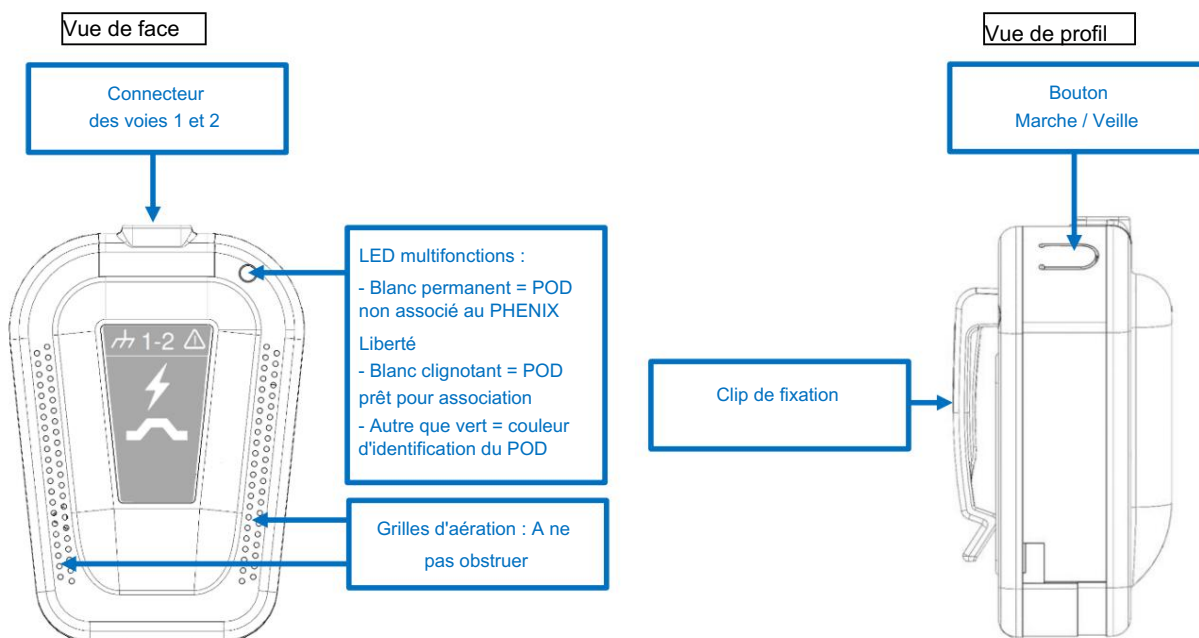 Vue de face
Vue de profil
Connecteur
des voies 1 et 2
Bouton
Marche / Veille
LED multifonctions :
- Blanc permanent = POD
non associé au PHENIX
Liberté
- Blanc clignotant = POD
prêt pour association
- Autre que vert = couleur
d'identification du POD
1-2
Clip de fixation
Grilles d'aération : A ne
pas obstruer